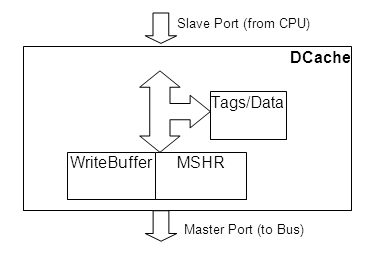 Slave Port (from CPU)
DCache
Tags/Data
WriteBuffer
MSHR
Master Port (to Bus)